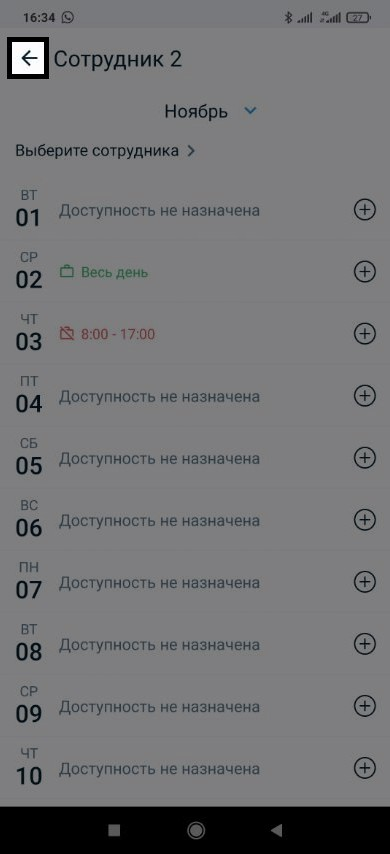 16:34 4G 27
Сотрудник 2
Ноябрь
Выберите сотрудника
ВТ
01 Доступность не назначена
СР
02 Весь день
ЧТ
03 8:00 - 17:00
ПТ
04 Доступность не назначена
СБ
05 Доступность не назначена
ВС
06 Доступность не назначена
ПН
07 Доступность не назначена
ВТ
08 Доступность не назначена
СР
09 Доступность не назначена
ЧТ
10 Доступность не назначена